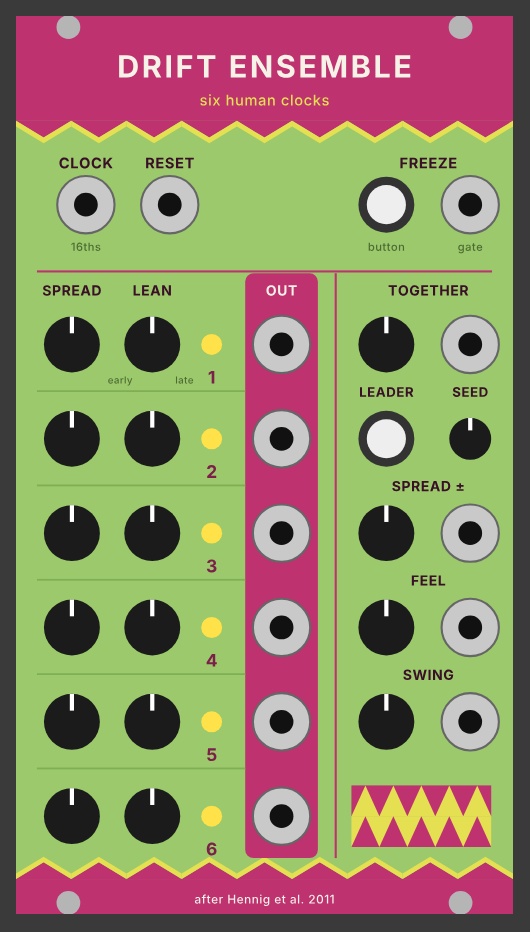 DRIFT ENSEMBLE
six human clocks
CLOCK RESET FREEZE
16ths button gate
SPREAD LEAN OUT TOGETHER
early late 1
LEADER SEED
2
SPREAD ±
3
FEEL
4
SWING
5
6
after Hennig et al. 2011